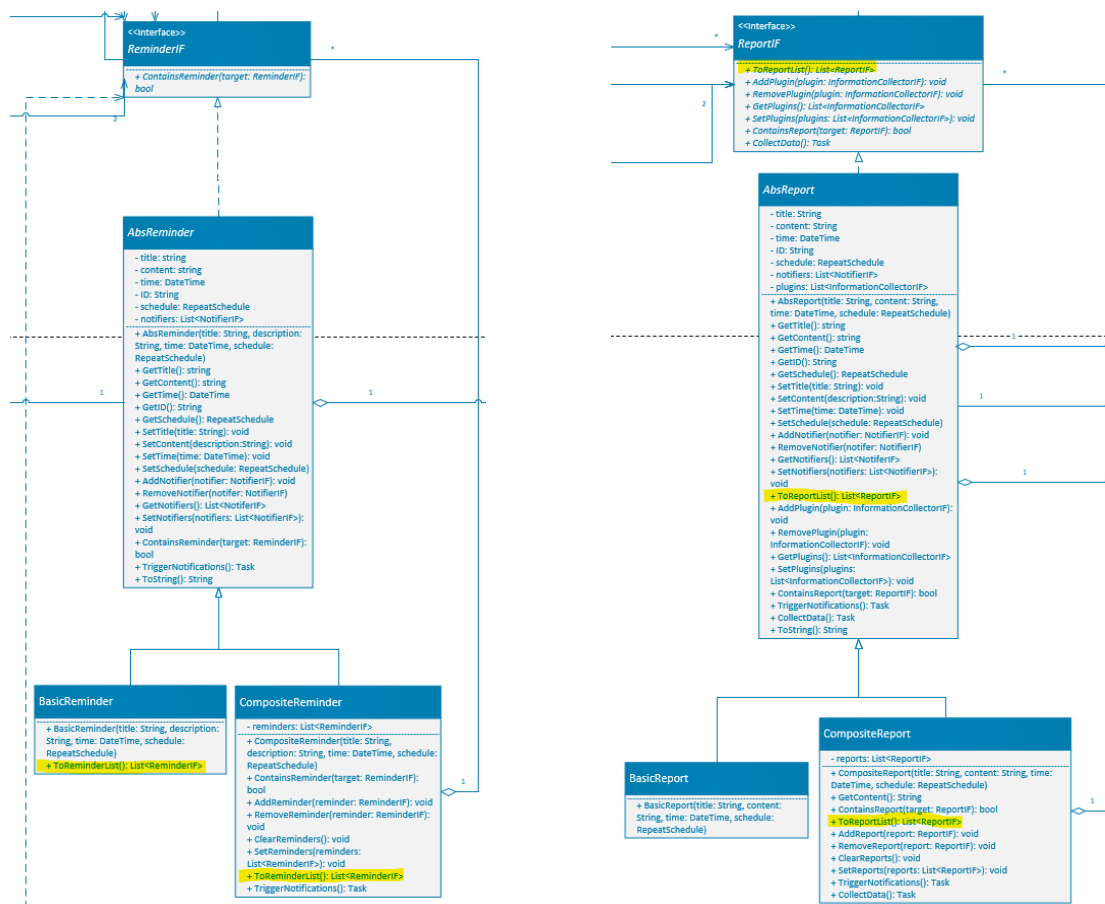 <<Interface>>
ReminderIF
+ ContainsReminder(target: ReminderIF):
bool
*
2
AbsReminder
- title: string
- content: string
- time: DateTime
- ID: String
- schedule: RepeatSchedule
- notifiers: List<NotifierIF>
+ AbsReminder(title: String, description:
String, time: DateTime, schedule:
RepeatSchedule)
+ GetTitle(): string
+ GetContent(): string
+ GetTime(): DateTime
+ GetID(): String
+ GetSchedule(): RepeatSchedule
+ SetTitle(title: String): void
+ SetContent(description:String): void
+ SetTime(time: DateTime): void
+ SetSchedule(schedule: RepeatSchedule)
+ AddNotifier(notifier: NotifierIF): void
+ RemoveNotifier(notifer: NotifierIF)
+ GetNotifiers(): List<NotiferIF>
+ SetNotifiers(notifiers: List<NotifierIF>):
void
+ ContainsReminder(target: ReminderIF):
bool
+ TriggerNotifications(): Task
+ ToString(): String
1
1
BasicReminder
+ BasicReminder(title: String, description:
String, time: DateTime, schedule:
RepeatSchedule)
+ ToReminderList(): List<ReminderIF>
CompositeReminder
- reminders: List<ReminderIF>
+ CompositeReminder(title: String,
description: String, time: DateTime, schedule:
RepeatSchedule)
+ ContainsReminder(target: ReminderIF):
bool
+ AddReminder(reminder: ReminderIF): void
+ RemoveReminder(reminder: ReminderIF):
void
+ ClearReminders(): void
+ SetReminders(reminders:
List<ReminderIF>): void
+ ToReminderList(): List<ReminderIF>
+ TriggerNotifications(): Task
1
<<Interface>>
ReportIF
+ ToReportList(): List<ReportIF>
+ AddPlugin(plugin: InformationCollectorIF): void
+ RemovePlugin(plugin: InformationCollectorIF): void
+ GetPlugins(): List<InformationCollectorIF>
+ SetPlugins(plugins: List<InformationCollectorIF>): void
+ ContainsReport(target: ReportIF): bool
+ CollectData(): Task
*
*
2
AbsReport
- title: String
- content: String
- time: DateTime
- ID: String
- schedule: RepeatSchedule
- notifiers: List<NotifierIF>
- plugins: List<InformationCollectorIF>
+ AbsReport(title: String, content: String,
time: DateTime, schedule: RepeatSchedule)
+ GetTitle(): string
+ GetContent(): string
+ GetTime(): DateTime
+ GetID(): String
+ GetSchedule(): RepeatSchedule
+ SetTitle(title: String): void
+ SetContent(description:String): void
+ SetTime(time: DateTime): void
+ SetSchedule(schedule: RepeatSchedule)
+ AddNotifier(notifier: NotifierIF): void
+ RemoveNotifier(notifer: NotifierIF)
+ GetNotifiers(): List<NotiferIF>
+ SetNotifiers(notifiers: List<NotifierIF>):
void
+ ToReportList(): List<ReportIF>
+ AddPlugin(plugin: InformationCollectorIF):
void
+ RemovePlugin(plugin:
InformationCollectorIF): void
+ GetPlugins(): List<InformationCollectorIF>
+ SetPlugins(plugins:
List<InformationCollectorIF>): void
+ ContainsReport(target: ReportIF): bool
+ TriggerNotifications(): Task
+ CollectData(): Task
+ ToString(): String
1
1
1
BasicReport
+ BasicReport(title: String, content:
String, time: DateTime, schedule:
RepeatSchedule)
CompositeReport
- reports: List<ReportIF>
+ CompositeReport(title: String, content: String, time:
DateTime, schedule: RepeatSchedule)
+ GetContent(): String
+ ContainsReport(target: ReportIF): bool
+ ToReportList(): List<ReportIF>
+ AddReport(report: ReportIF): void
+ RemoveReport(report: ReportIF): void
+ ClearReports(): void
+ SetReports(reports: List<ReportIF>): void
+ TriggerNotifications(): Task
+ CollectData(): Task
1